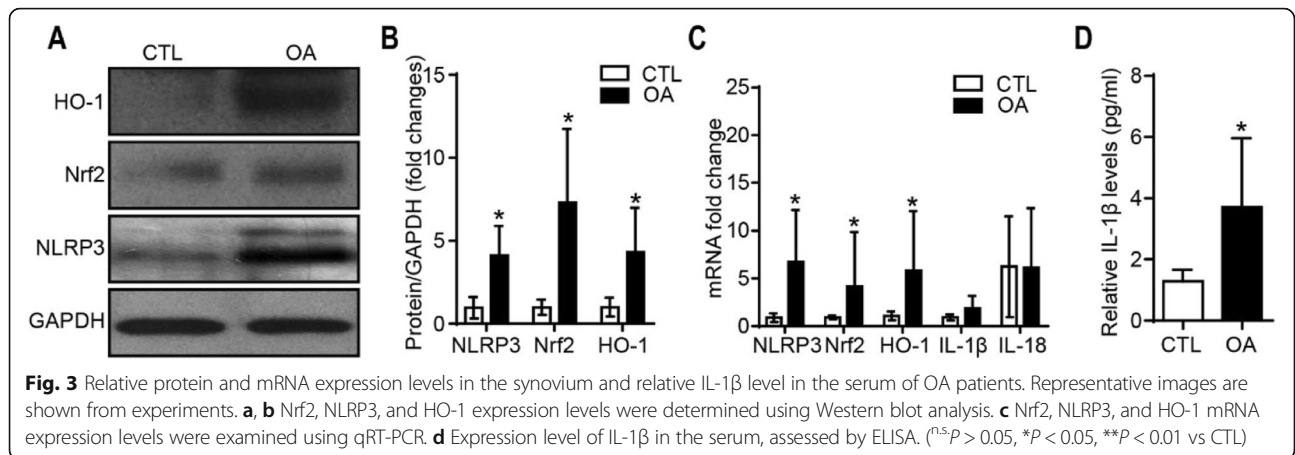 A
CTL OA
HO-1
Nrf2
NLRP3
GAPDH
B
Protein/GAPDH (fold changes)
15
10
5
0
CTL
OA
*
*
*
NLRP3 Nrf2 HO-1
C
mRNA fold change
25
20
15
10
5
0
CTL
OA
*
*
*
NLRP3 Nrf2 HO-1 IL-1β IL-18
D
Relative IL-1β levels (pg/ml)
8
6
4
2
0
*
CTL OA
Fig. 3 Relative protein and mRNA expression levels in the synovium and relative IL-1β level in the serum of OA patients. Representative images are
shown from experiments. a, b Nrf2, NLRP3, and HO-1 expression levels were determined using Western blot analysis. c Nrf2, NLRP3, and HO-1 mRNA
expression levels were examined using qRT-PCR. d Expression level of IL-1β in the serum, assessed by ELISA. (n.s.P > 0.05, *P < 0.05, **P < 0.01 vs CTL)